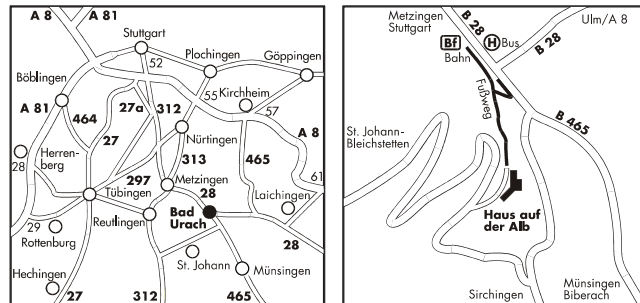 A 8
A 81
Stuttgart
52
Plochingen
Göppingen
Böblingen
55
Kirchheim
57
A 81
464
27a
312
27
Nürtingen
A 8
Herren-
berg
28
313
465
297
Metzingen
61
Tübingen
28
Laichingen
29
Reutlingen
Bad
Urach
Rottenburg
28
St. Johann
Hechingen
Münsingen
27
312
465
Metzingen
Stuttgart
B 28
Ulm/A 8
Bf
H
Bus
Bahn
B 28
Fußweg
B 465
St. Johann-
Bleichstetten
Haus auf
der Alb
Sirchingen
Münsingen
Biberach